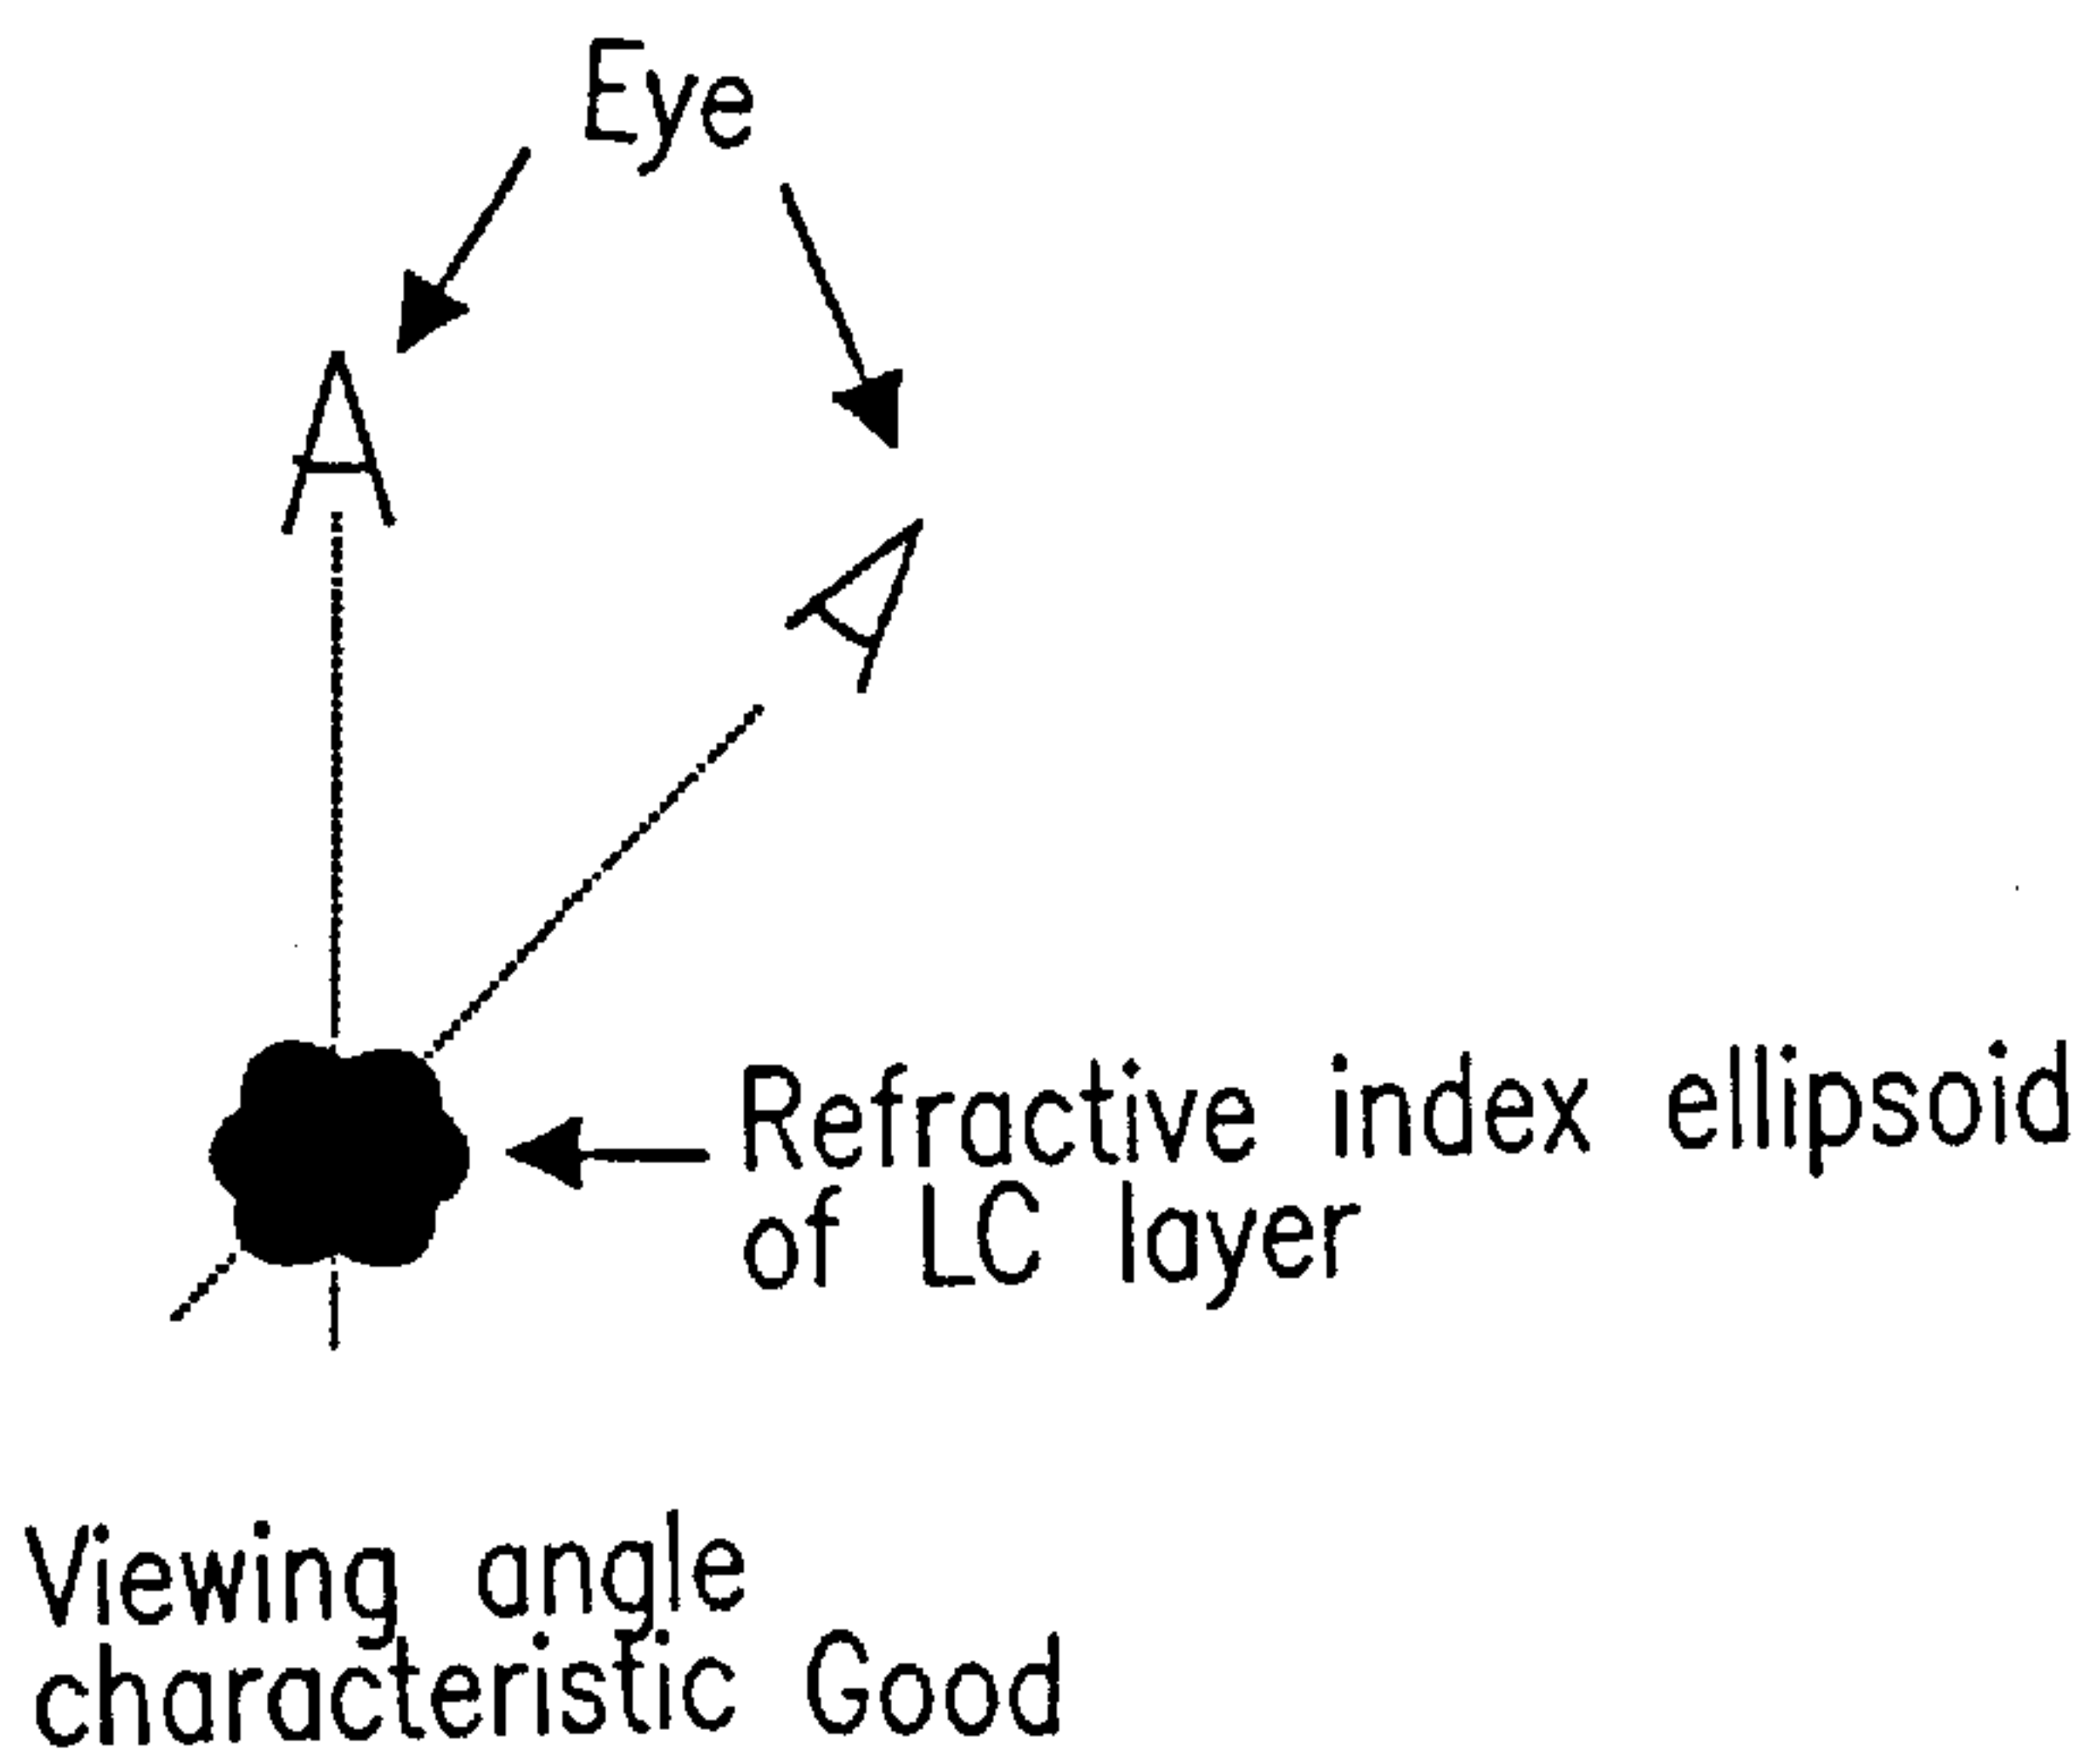 Eye
A
A
Refractive index ellipsoid
of LC layer
Viewing angle
characteristic Good